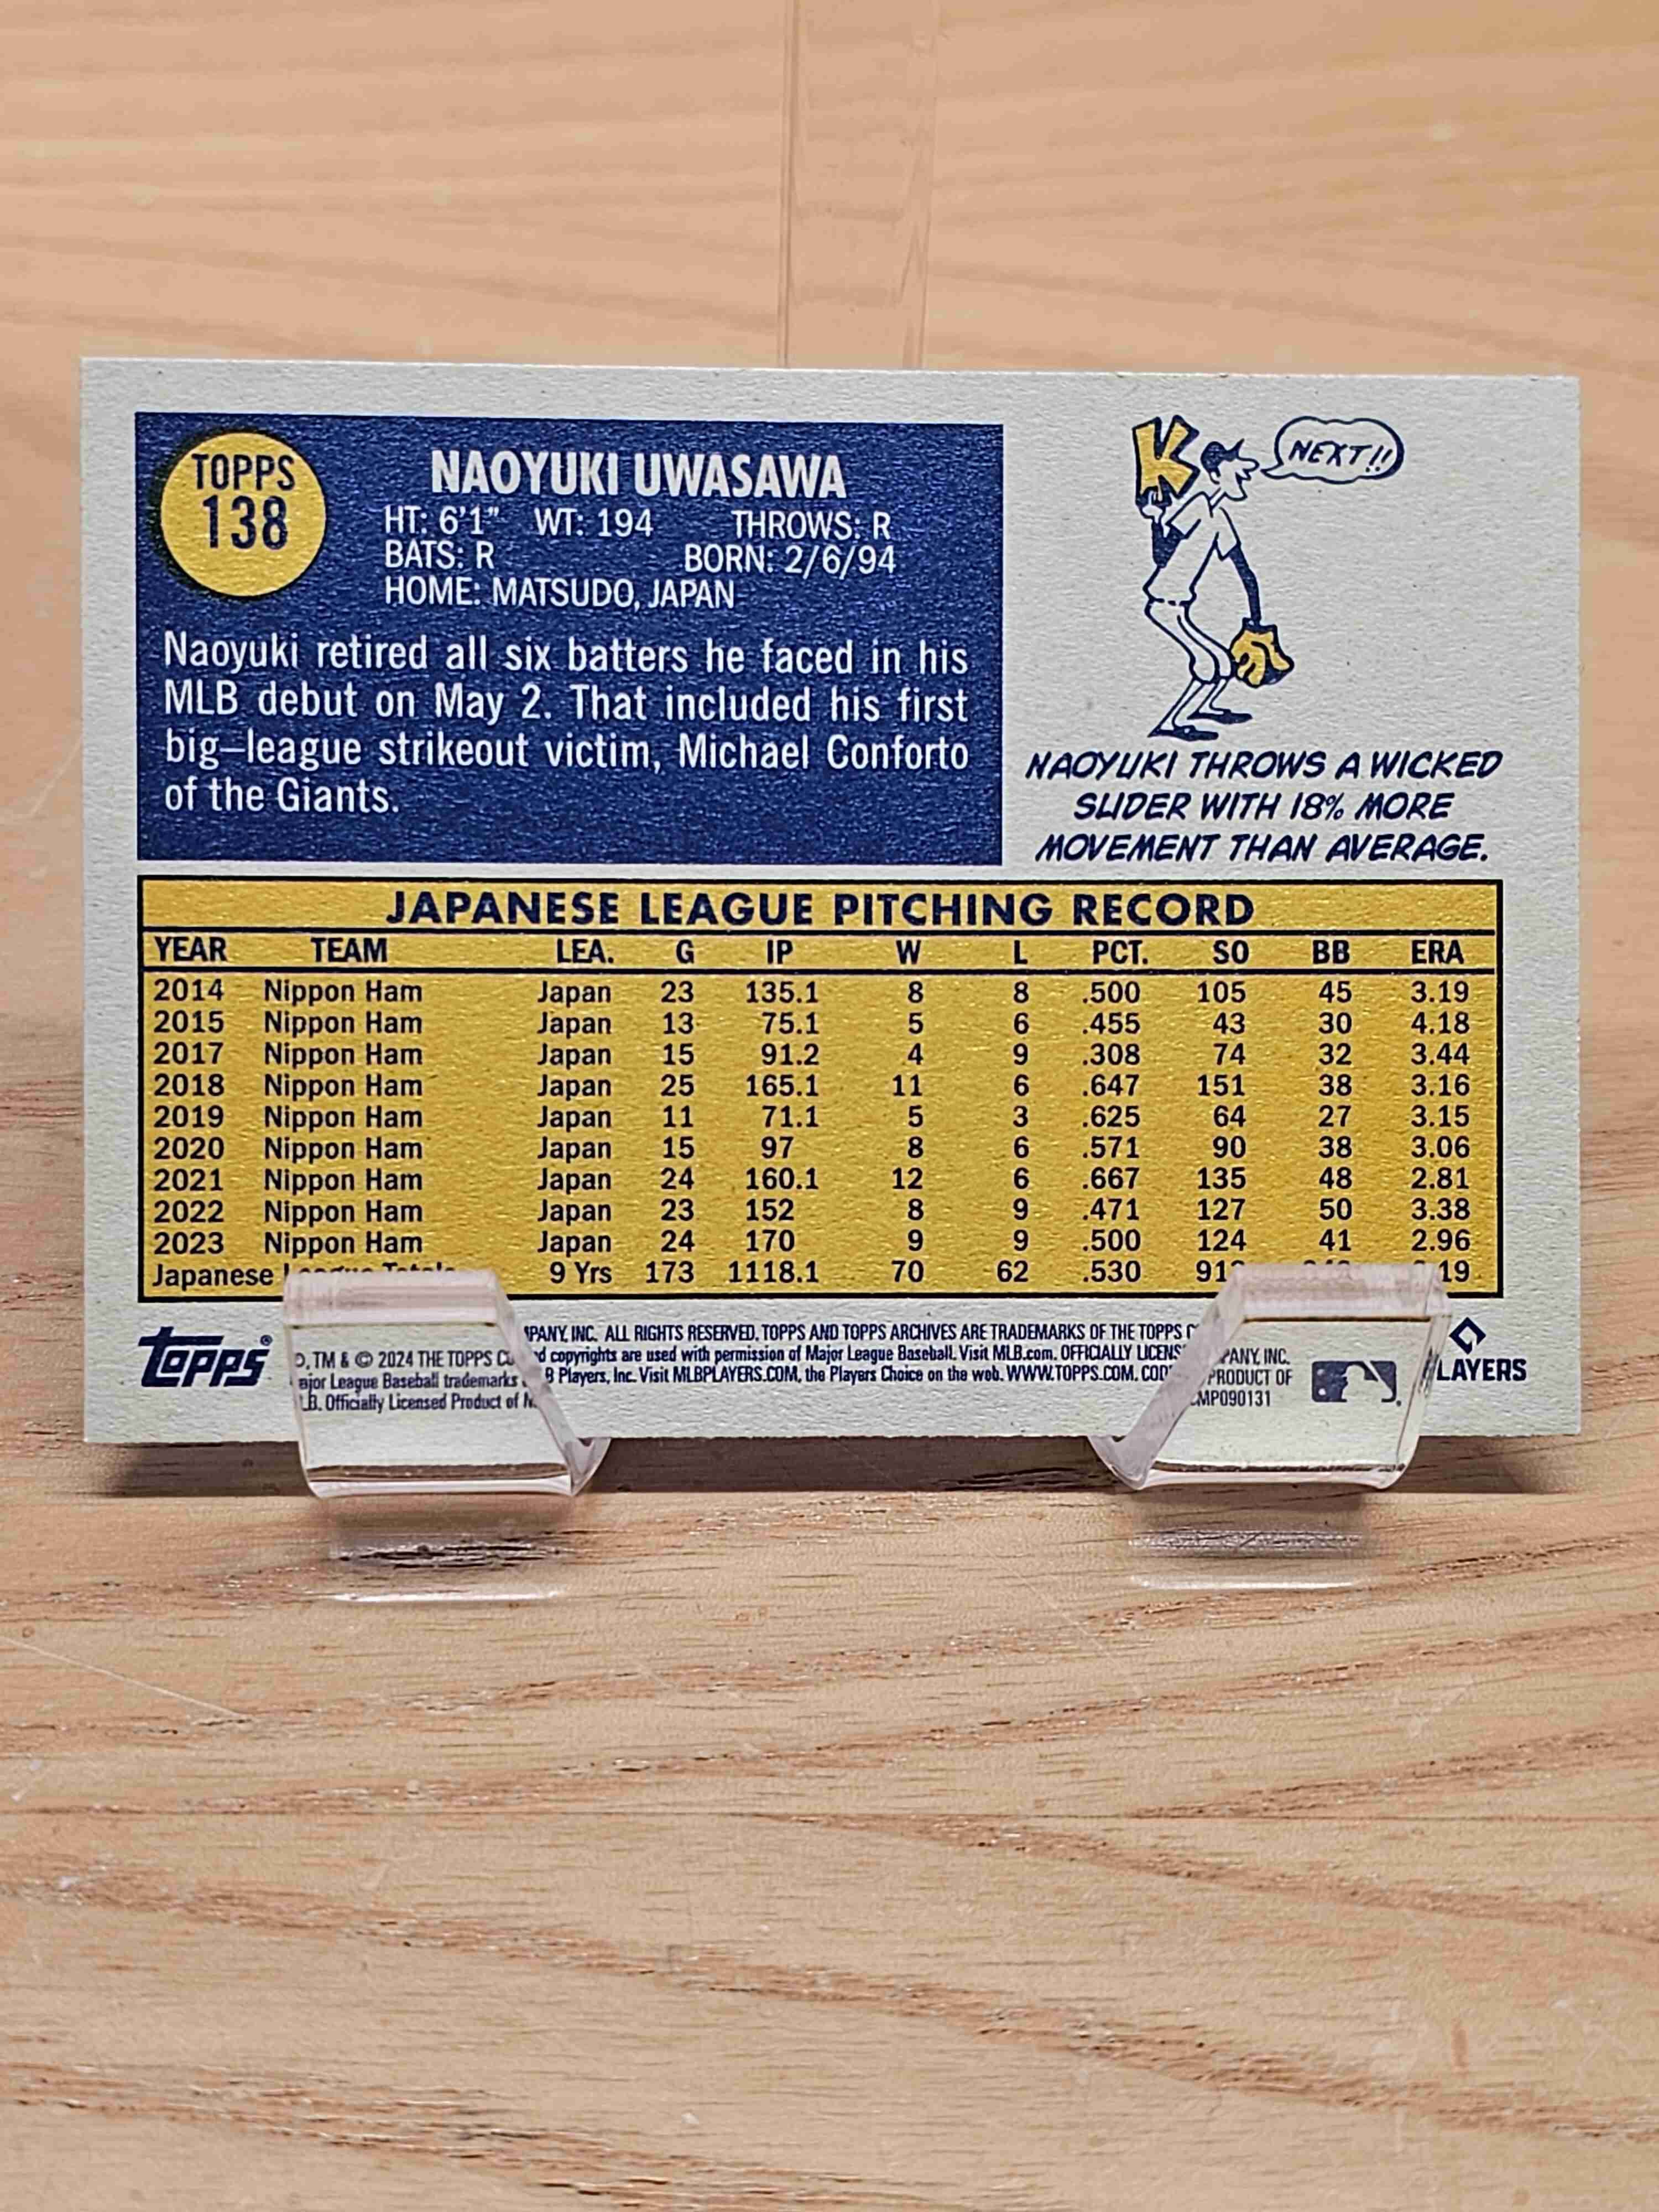 TOPPS
138
NAOYUKI UWASAWA
HT: 6'1" WT: 194 THROWS: R
BATS: R BORN: 2/6/94
HOME: MATSUDO, JAPAN
Naoyuki retired all six batters he faced in his
MLB debut on May 2. That included his first
big-league strikeout victim, Michael Conforto
of the Giants.
K
NEXT!!
NAOYUKI THROWS A WICKED
SLIDER WITH 18% MORE
MOVEMENT THAN AVERAGE.
JAPANESE LEAGUE PITCHING RECORD
YEAR TEAM LEA. G IP W L PCT. SO BB ERA
2014 Nippon Ham Japan 23 135.1 8 8 .500 105 45 3.19
2015 Nippon Ham Japan 13 75.1 5 6 .455 43 30 4.18
2017 Nippon Ham Japan 15 91.2 4 9 .308 74 32 3.44
2018 Nippon Ham Japan 25 165.1 11 6 .647 151 38 3.16
2019 Nippon Ham Japan 11 71.1 5 3 .625 64 27 3.15
2020 Nippon Ham Japan 15 97 8 6 .571 90 38 3.06
2021 Nippon Ham Japan 24 160.1 12 6 .667 135 48 2.81
2022 Nippon Ham Japan 23 152 8 9 .471 127 50 3.38
2023 Nippon Ham Japan 24 170 9 9 .500 124 41 2.96
Japanese League Totals 9 Yrs 173 1118.1 70 62 .530
topps®
TM & © 2024 THE TOPPS INC. ALL RIGHTS RESERVED. TOPPS AND TOPPS ARCHIVES ARE TRADEMARKS OF THE TOPPS INC.
League Baseball trademarks copyrights are used with permission of Major League Baseball. Visit MLB.com. OFFICIALLY PRODUCT OF
Officially Licensed Product of Players, Inc. Visit MLBPLAYERS.COM, the Players Choice on the web. WWW.TOPPS.COM.
PLAYERS